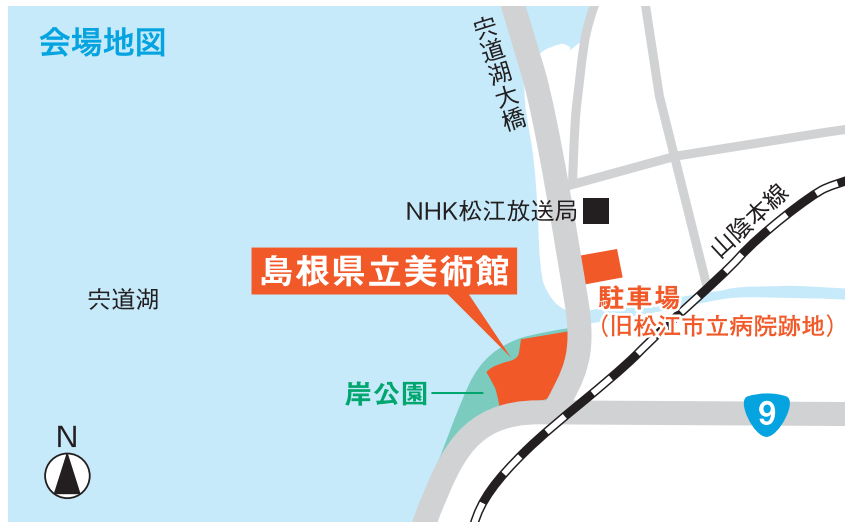 会場地図
宍道湖大橋
NHK松江放送局
山陰本線
島根県立美術館
宍道湖
駐車場
（旧松江市立病院跡地）
岸公園
9
N